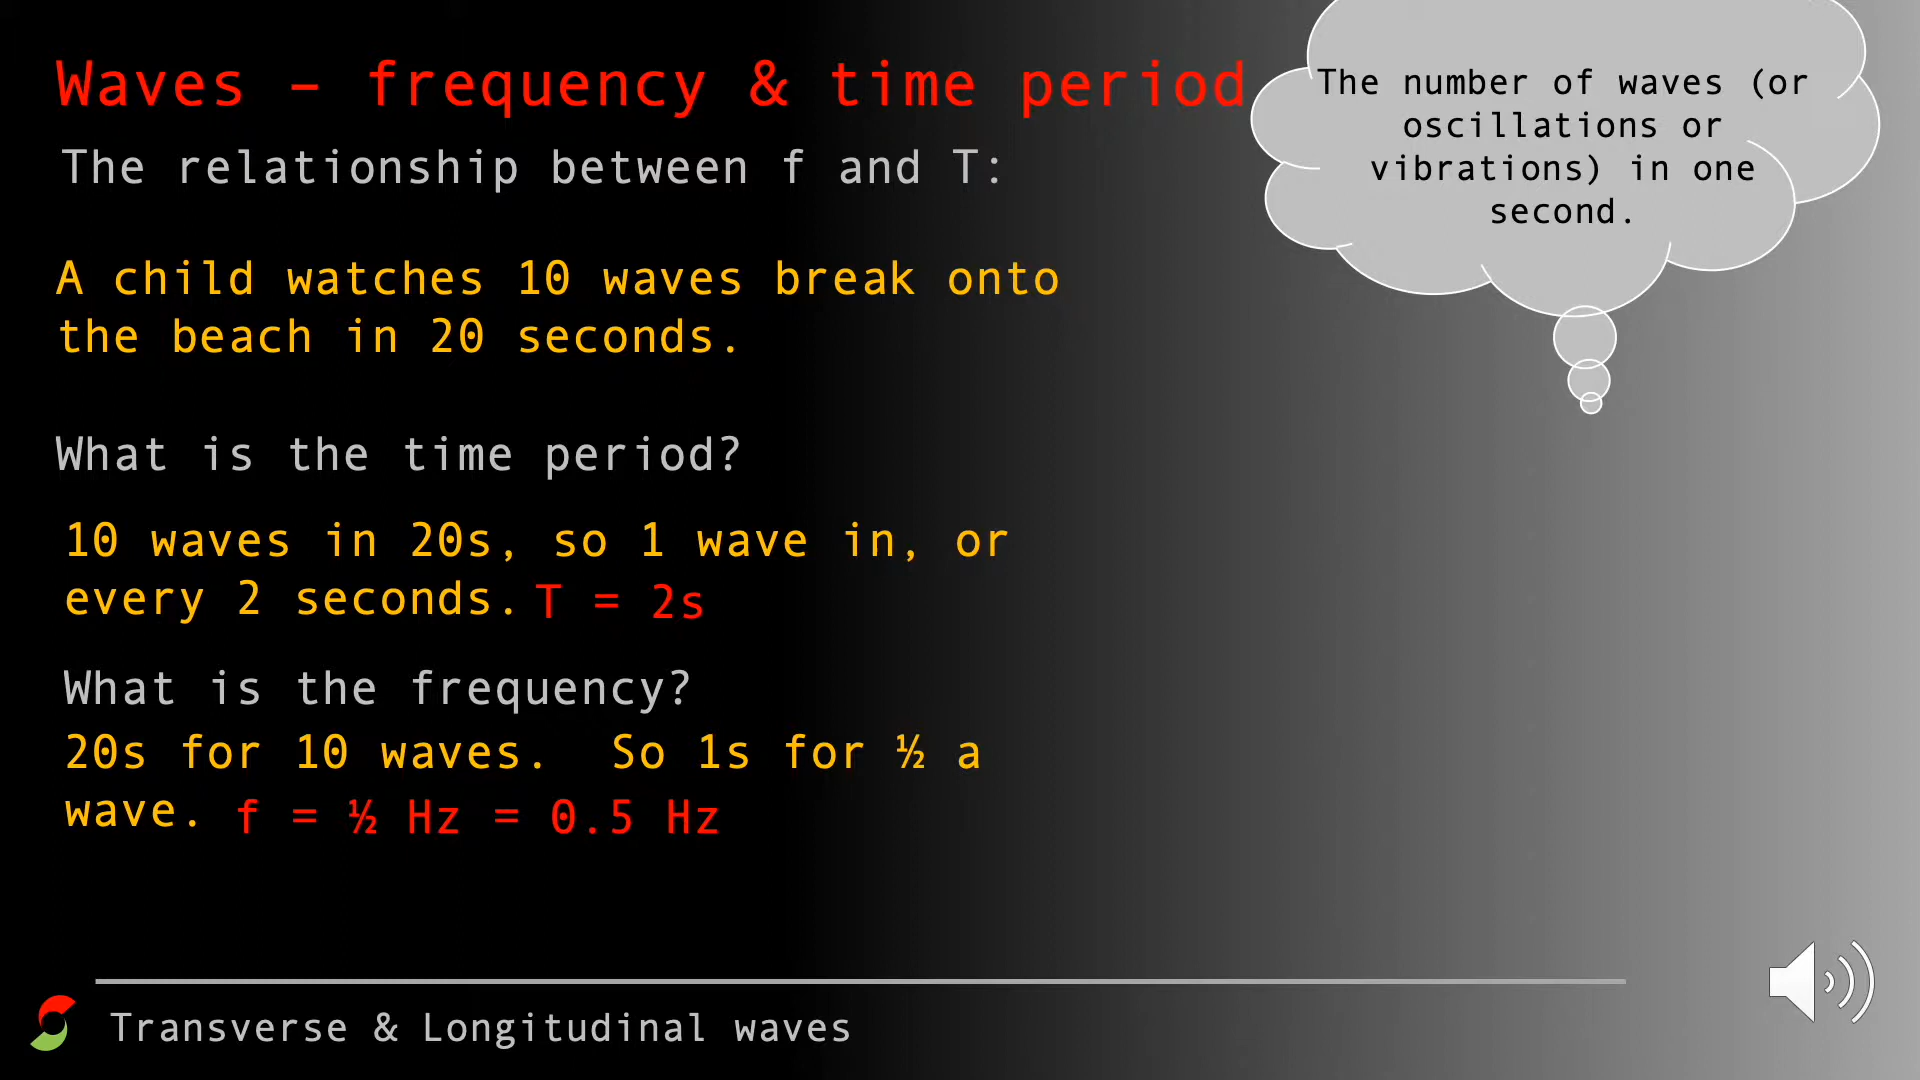 Waves – frequency & time period
The number of waves (or
oscillations or
vibrations) in one
second.
The relationship between f and T:
A child watches 10 waves break onto
the beach in 20 seconds.
What is the time period?
10 waves in 20s, so 1 wave in, or
every 2 seconds. T = 2s
What is the frequency?
20s for 10 waves.  So 1s for ½ a
wave. f = ½ Hz = 0.5 Hz
Transverse & Longitudinal waves